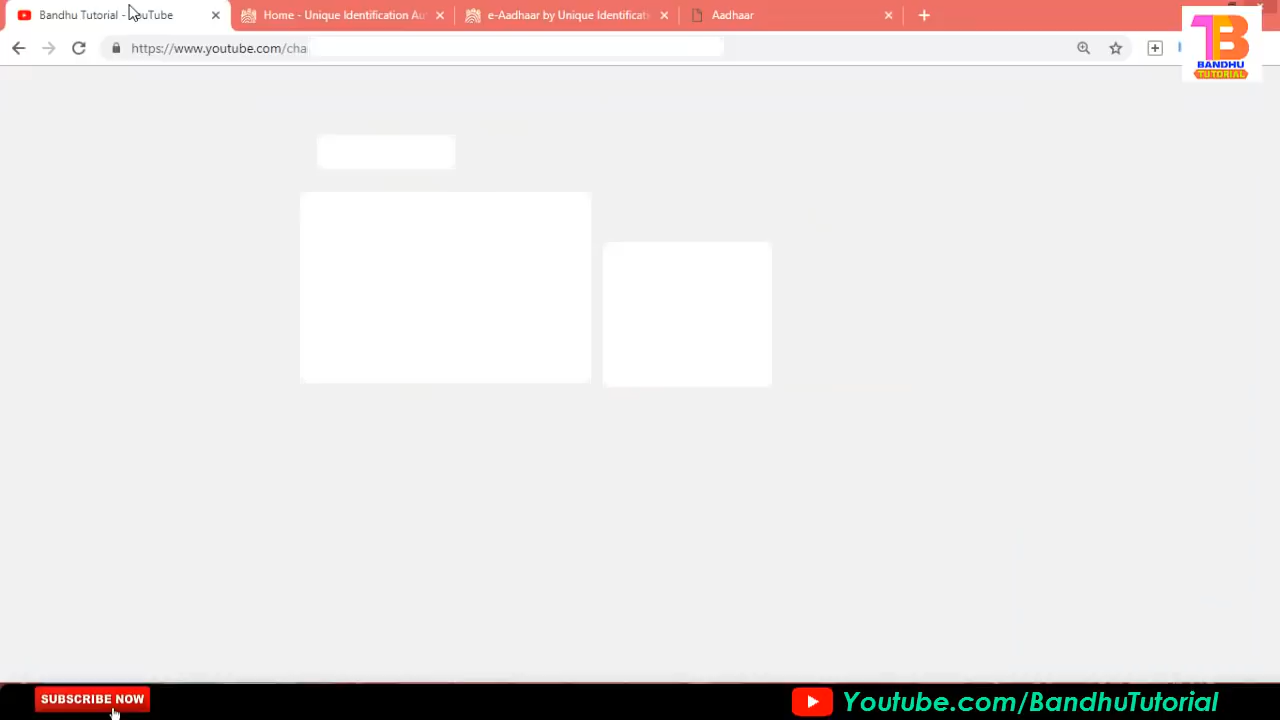 Bandhu Tutorial - YouTube
Home - Unique Identification Au
e-Aadhaar by Unique Identificati
Aadhaar
https://www.youtube.com/cha
1B
BANDHU
TUTORIAL
SUBSCRIBE NOW
Youtube.com/BandhuTutorial